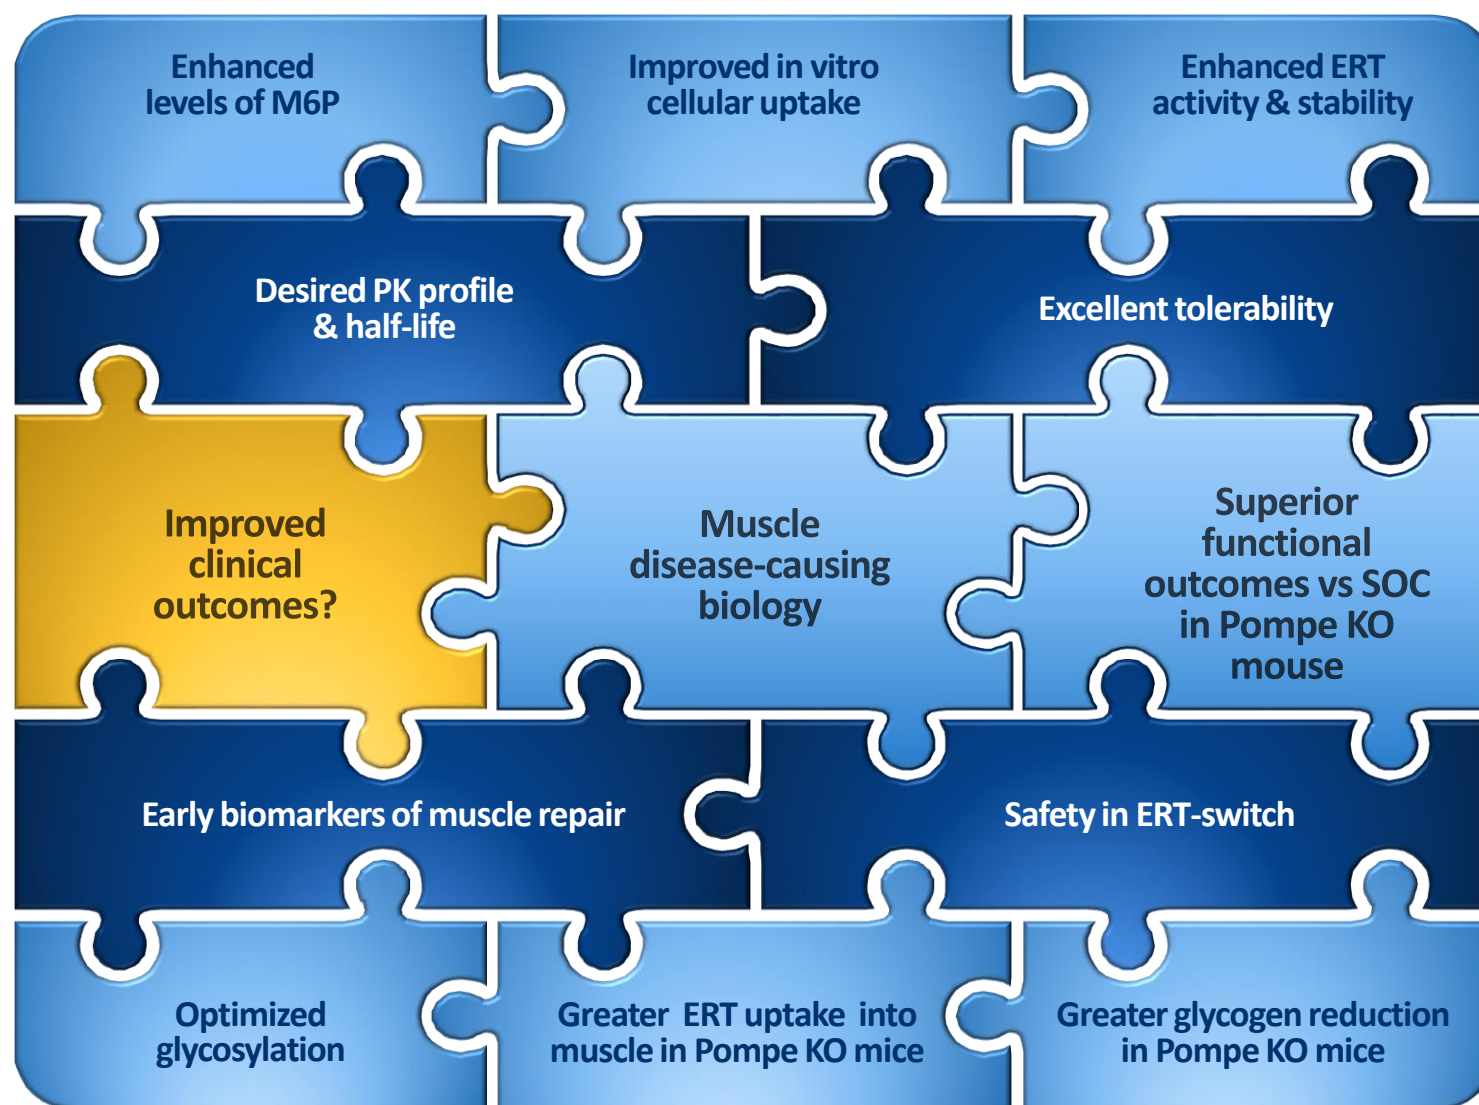 Enhanced
levels of M6P
Improved in vitro
cellular uptake
Enhanced ERT
activity & stability
Desired PK profile
& half-life
Excellent tolerability
Improved
clinical
outcomes?
Muscle
disease-causing
biology
Superior
functional
outcomes vs SOC
in Pompe KO
mouse
Early biomarkers of muscle repair
Safety in ERT-switch
Optimized
glycosylation
Greater ERT uptake into
muscle in Pompe KO mice
Greater glycogen reduction
in Pompe KO mice